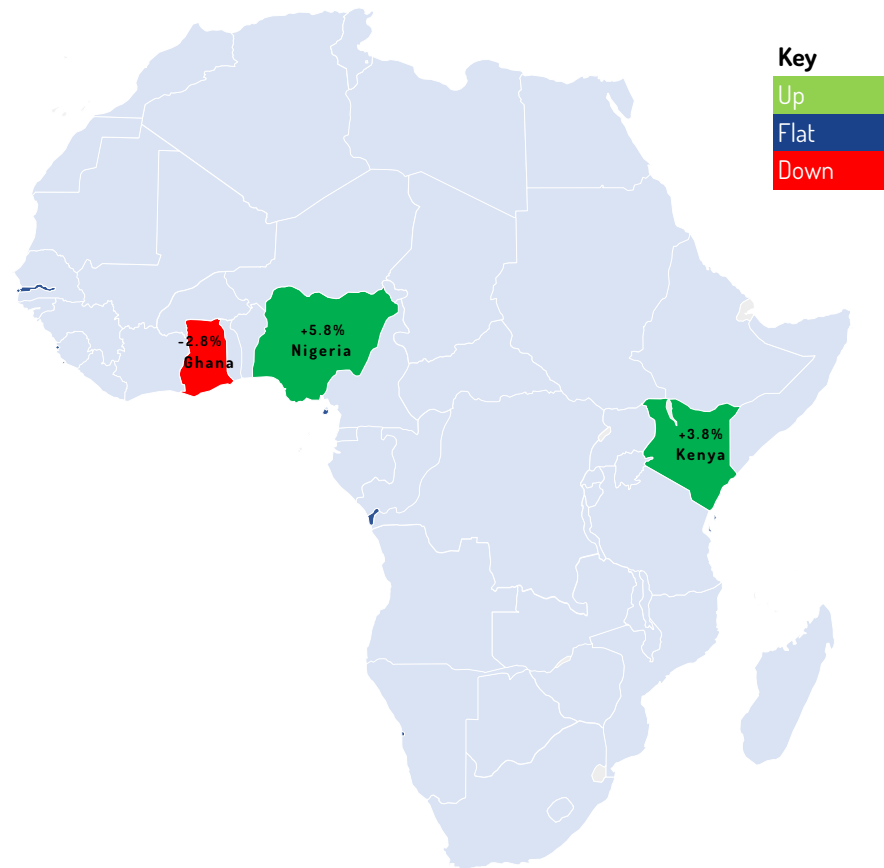 Key
Up
Flat
Down
+5.8%
Nigeria
-2.8%
Ghana
+3.8%
Kenya